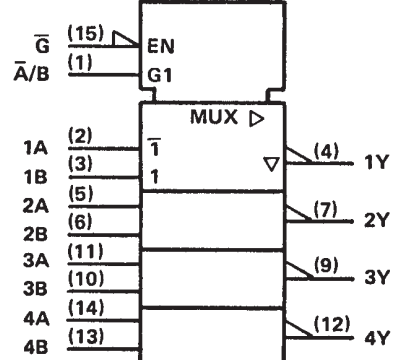 G̅ (15) EN
A̅/B (1) G1
MUX ▷
1A (2) 1̅ ▽ (4) 1Y
1B (3) 1
2A (5) (7) 2Y
2B (6)
3A (11) (9) 3Y
3B (10)
4A (14) (12) 4Y
4B (13)